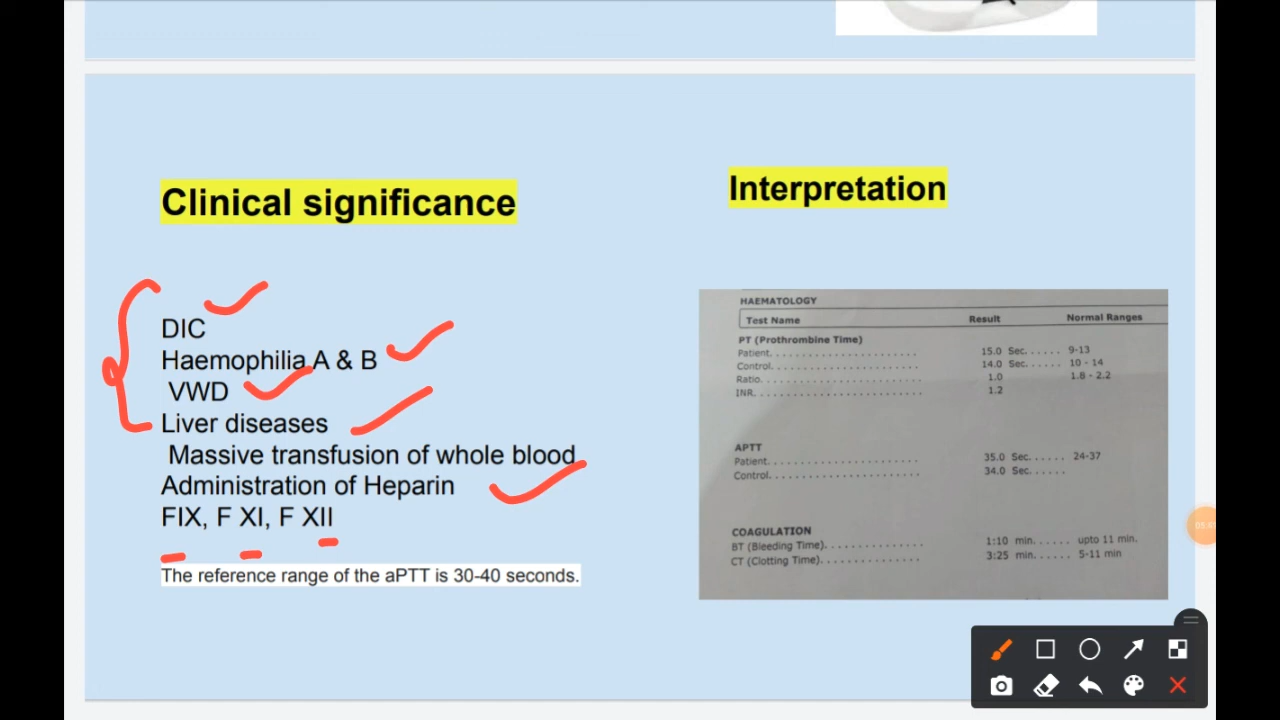 Clinical significance
DIC
Haemophilia A & B
VWD
Liver diseases
Massive transfusion of whole blood
Administration of Heparin
FIX, F XI, F XII
The reference range of the aPTT is 30-40 seconds.
Interpretation
HAEMATOLOGY
Test Name Result Normal Ranges
PT (Prothrombine Time)
Patient. 15.0 Sec. 9-13
Control. 14.0 Sec. 10 - 14
Ratio. 1.0 1.8 - 2.2
INR. 1.2
APTT
Patient. 35.0 Sec. 24-37
Control. 34.0 Sec.
COAGULATION
BT (Bleeding Time). 1:10 min. upto 11 min.
CT (Clotting Time). 3:25 min. 5-11 min